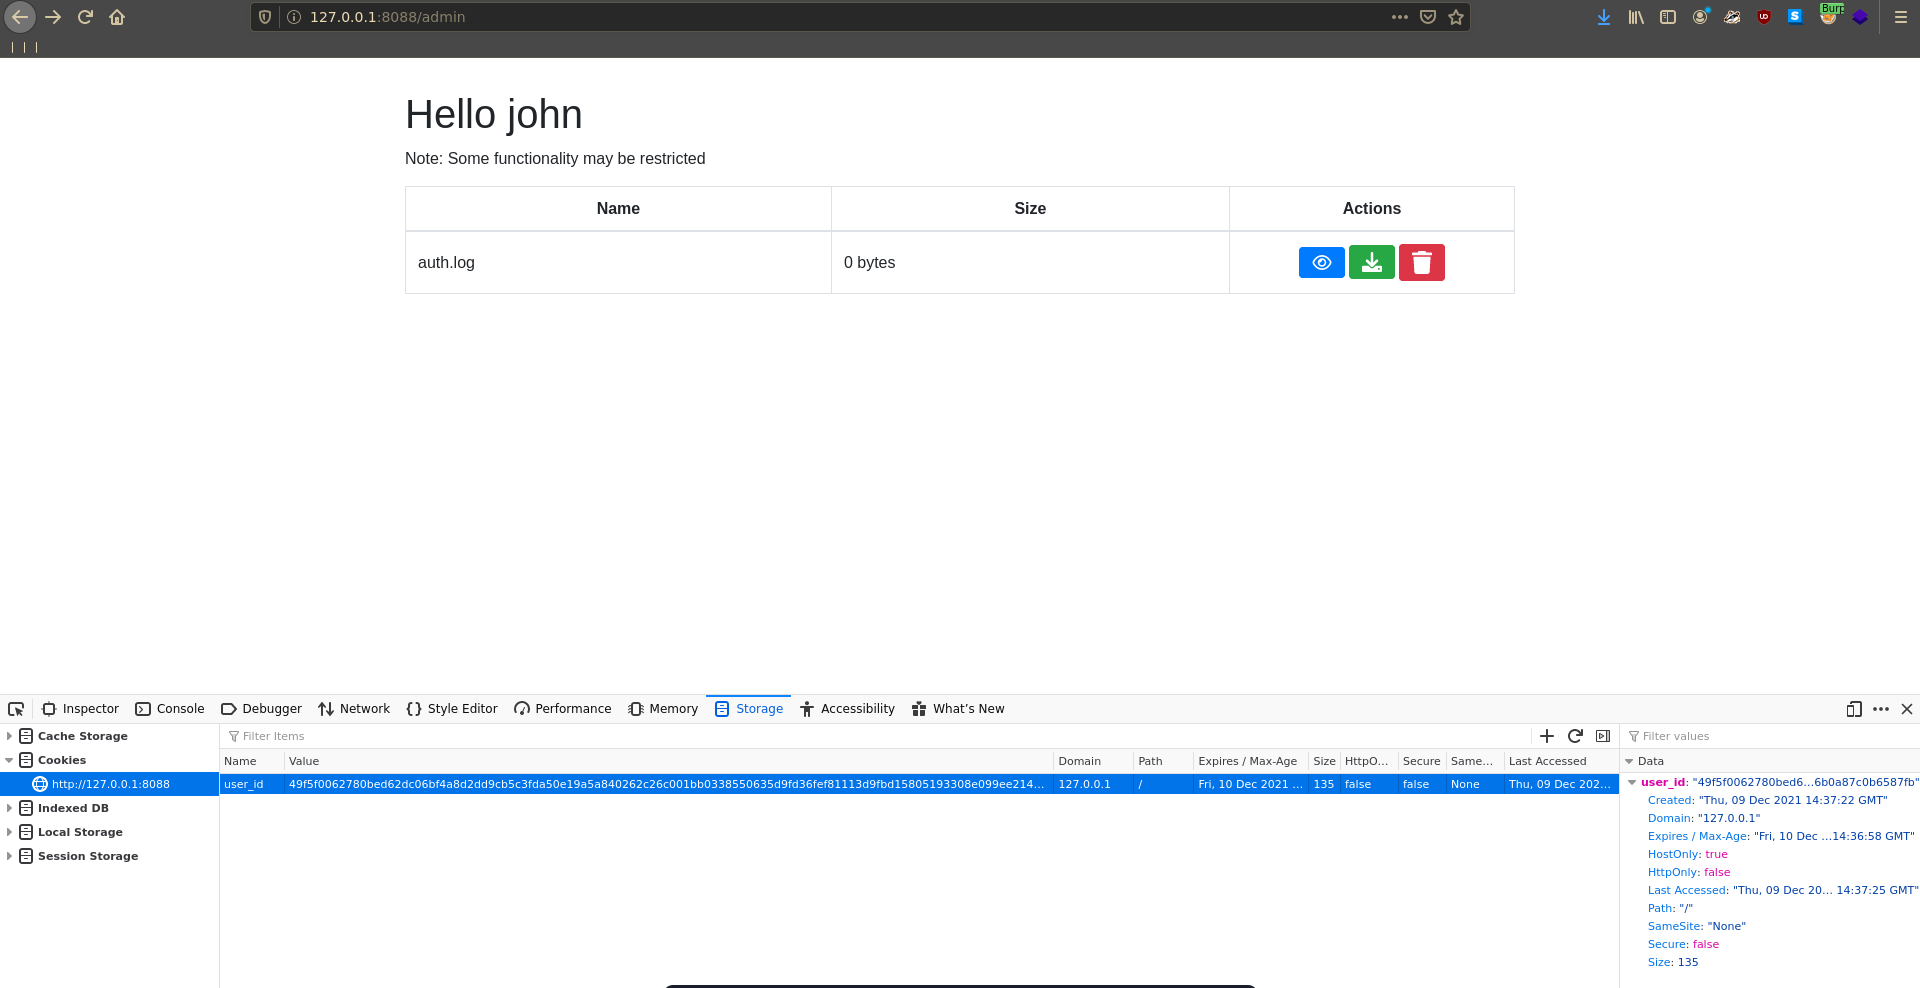 127.0.0.1:8088/admin
Burp
Hello john
Note: Some functionality may be restricted
Name Size Actions
auth.log 0 bytes
Inspector Console Debugger Network Style Editor Performance Memory Storage Accessibility What's New
Cache Storage
Cookies
http://127.0.0.1:8088
Indexed DB
Local Storage
Session Storage
Filter Items
Name Value Domain Path Expires / Max-Age Size HttpO... Secure Same... Last Accessed
user_id 49f5f0062780bed62dc06bf4a8d2dd9cb5c3fda50e19a5a840262c26c001bb0338550635d9fd36fef81113d9fbd15805193308e099ee214... 127.0.0.1 / Fri, 10 Dec 2021 ... 135 false false None Thu, 09 Dec 202...
Filter values
Data
user_id: "49f5f0062780bed6...6b0a87c0b6587fb"
Created: "Thu, 09 Dec 2021 14:37:22 GMT"
Domain: "127.0.0.1"
Expires / Max-Age: "Fri, 10 Dec ...14:36:58 GMT"
HostOnly: true
HttpOnly: false
Last Accessed: "Thu, 09 Dec 20... 14:37:25 GMT"
Path: "/"
SameSite: "None"
Secure: false
Size: 135